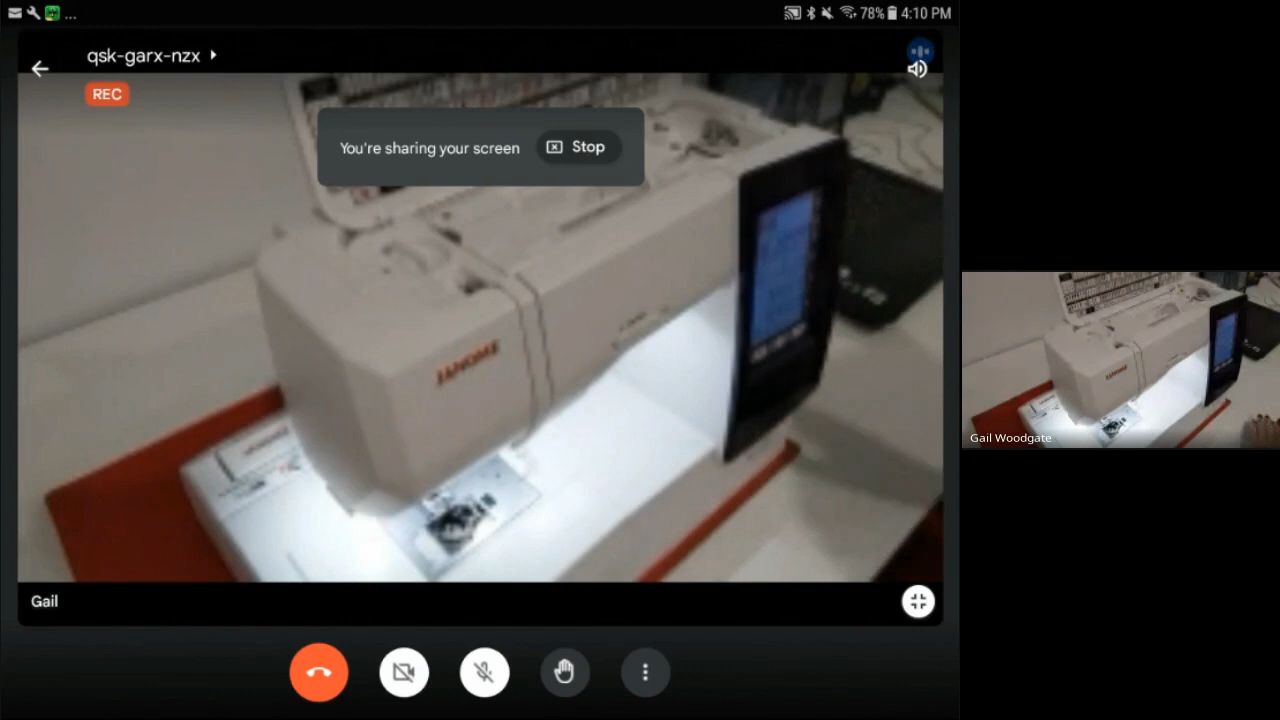 ... 78% 4:10 PM
qsk-garx-nzx
REC
You're sharing your screen Stop
JANOME
Gail
Gail Woodgate